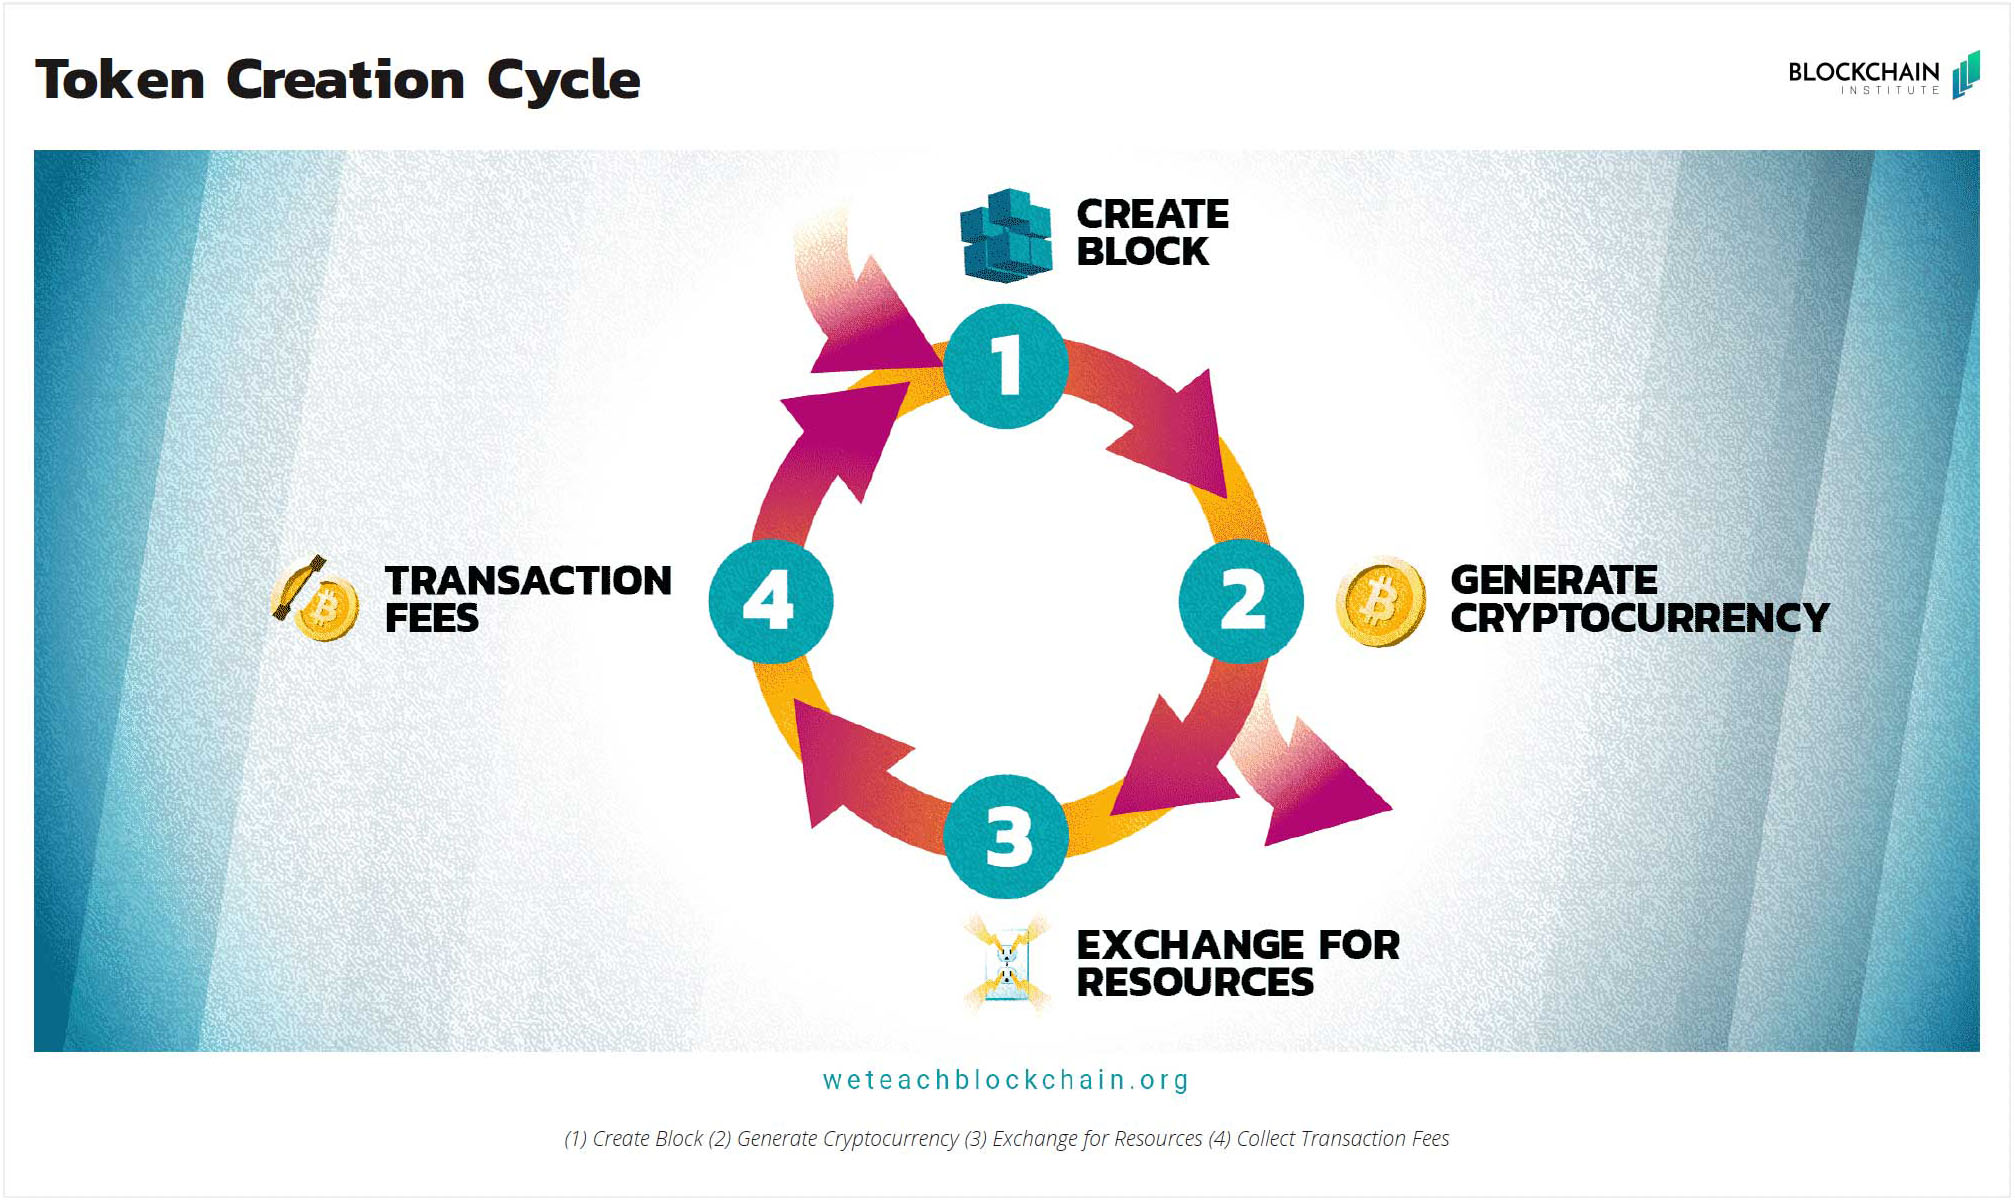 Token Creation Cycle
BLOCKCHAIN
INSTITUTE
CREATE
BLOCK
1
TRANSACTION
FEES
4
2
GENERATE
CRYPTOCURRENCY
3
EXCHANGE FOR
RESOURCES
weteachblockchain.org
(1) Create Block (2) Generate Cryptocurrency (3) Exchange for Resources (4) Collect Transaction Fees